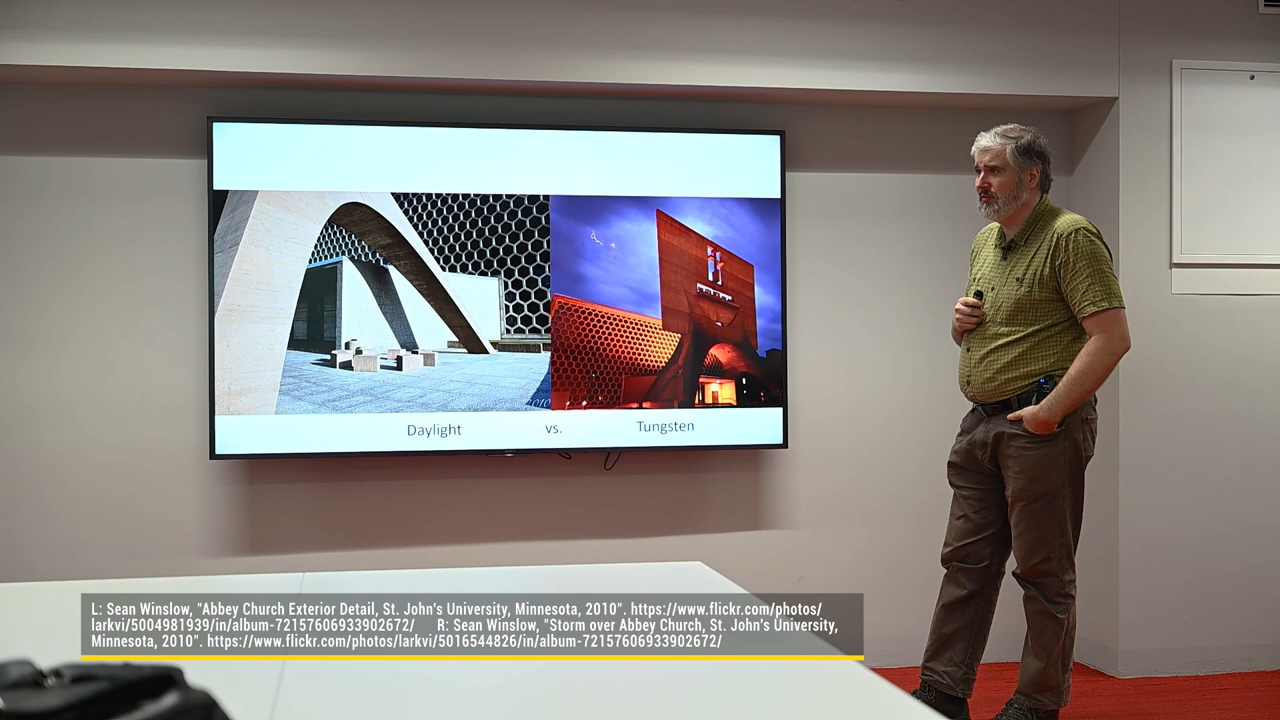 Daylight vs. Tungsten
L: Sean Winslow, "Abbey Church Exterior Detail, St. John's University, Minnesota, 2010". https://www.flickr.com/photos/
larkvi/5004981939/in/album-72157606933902672/ R: Sean Winslow, "Storm over Abbey Church, St. John's University,
Minnesota, 2010". https://www.flickr.com/photos/larkvi/5016544826/in/album-72157606933902672/